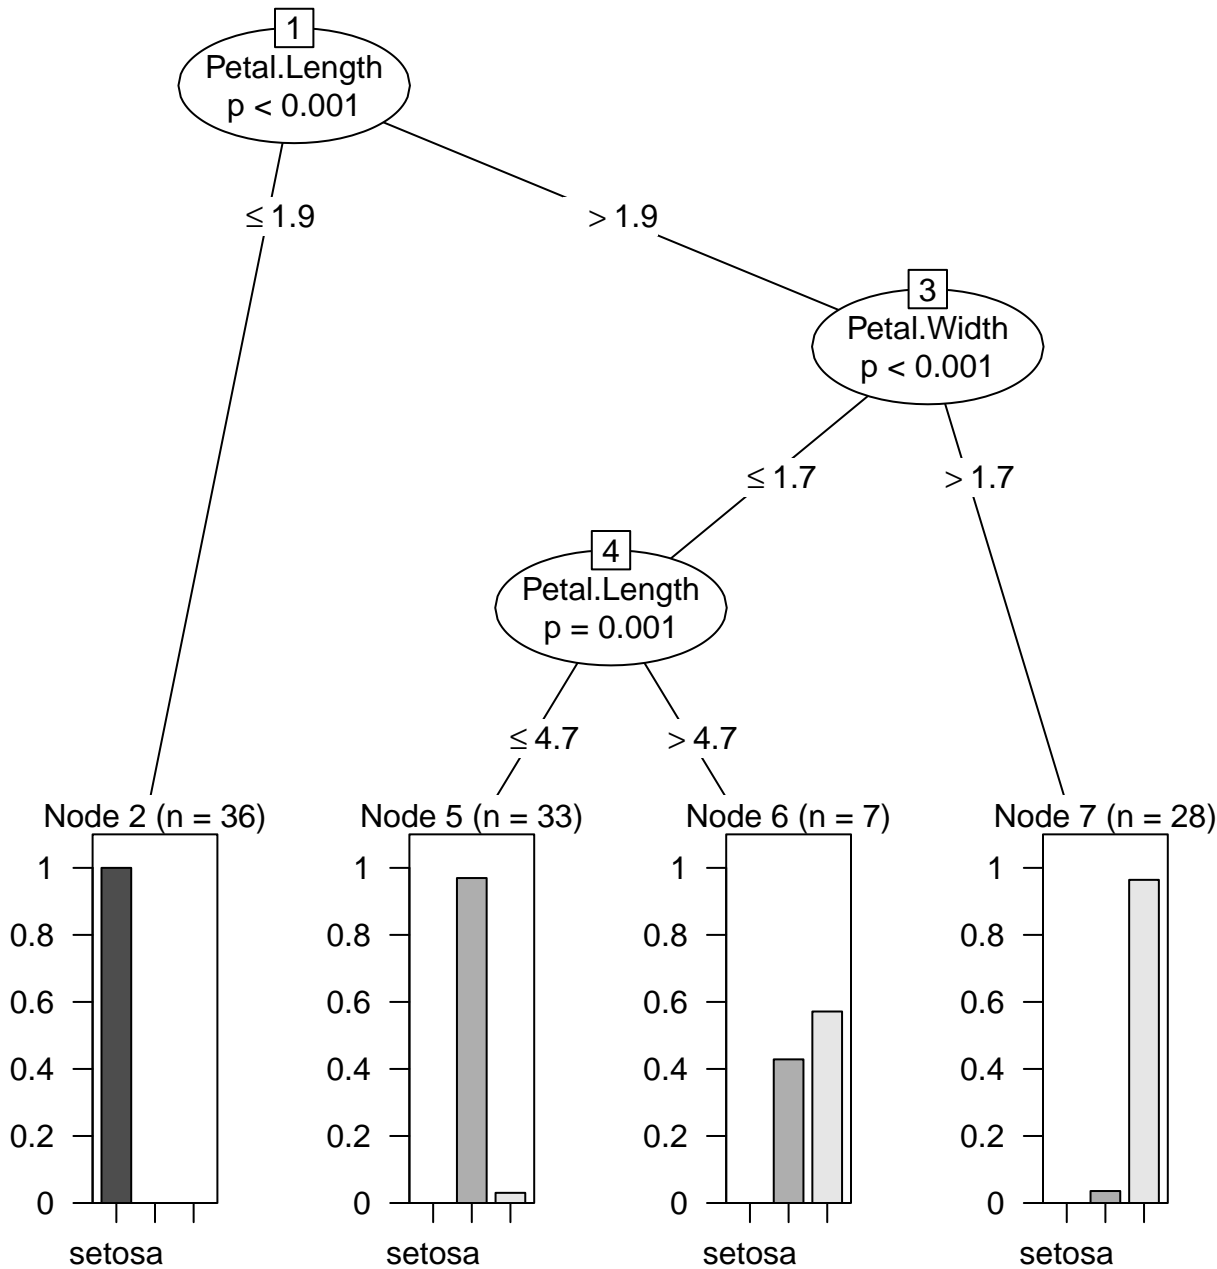 1
Petal.Length
p < 0.001
≤ 1.9
> 1.9
3
Petal.Width
p < 0.001
≤ 1.7
> 1.7
4
Petal.Length
p = 0.001
≤ 4.7
> 4.7
Node 2 (n = 36)
1
0.8
0.6
0.4
0.2
0
setosa
Node 5 (n = 33)
1
0.8
0.6
0.4
0.2
0
setosa
Node 6 (n = 7)
1
0.8
0.6
0.4
0.2
0
setosa
Node 7 (n = 28)
1
0.8
0.6
0.4
0.2
0
setosa